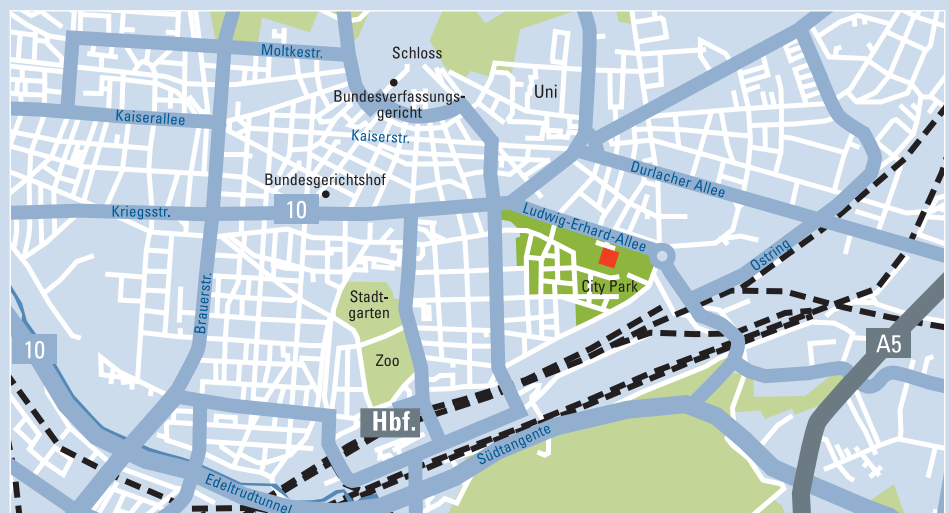 Moltkestr.
Schloss
Uni
Bundesverfassungs-
gericht
Kaiserallee
Kaiserstr.
Durlacher Allee
Bundesgerichtshof
10
Kriegsstr.
Ludwig-Erhard-Allee
Ostring
City Park
Brauerstr.
Stadt-
garten
10
A5
Zoo
Hbf.
Südtangente
Edeltrudtunnel